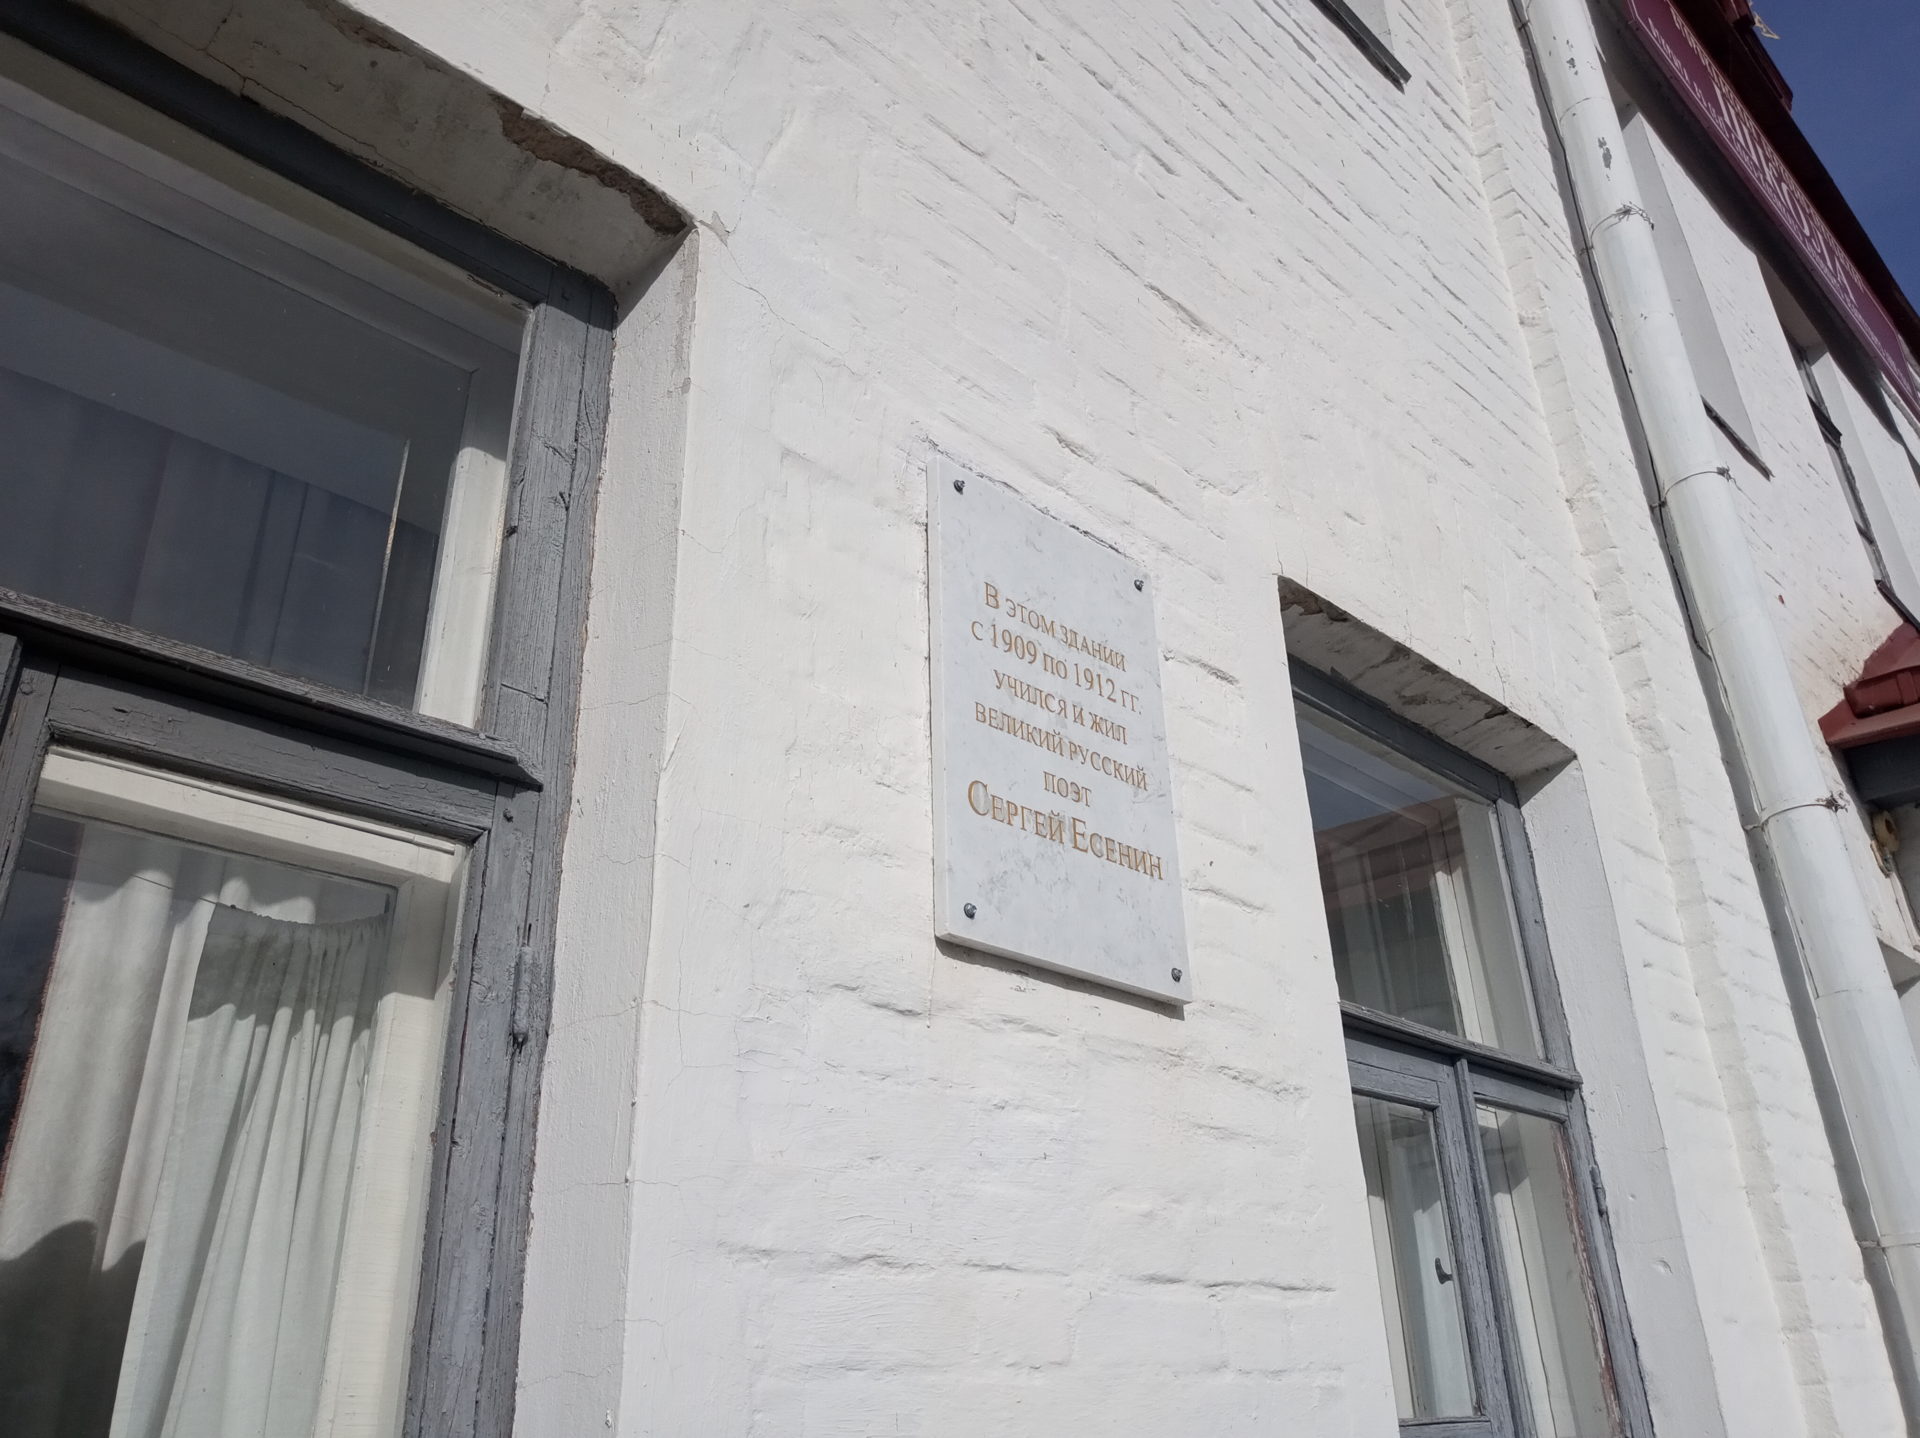 В ЭТОМ ЗДАНИИ
С 1909 ПО 1912 ГГ.
УЧИЛСЯ И ЖИЛ
ВЕЛИКИЙ РУССКИЙ
ПОЭТ
СЕРГЕЙ ЕСЕНИН